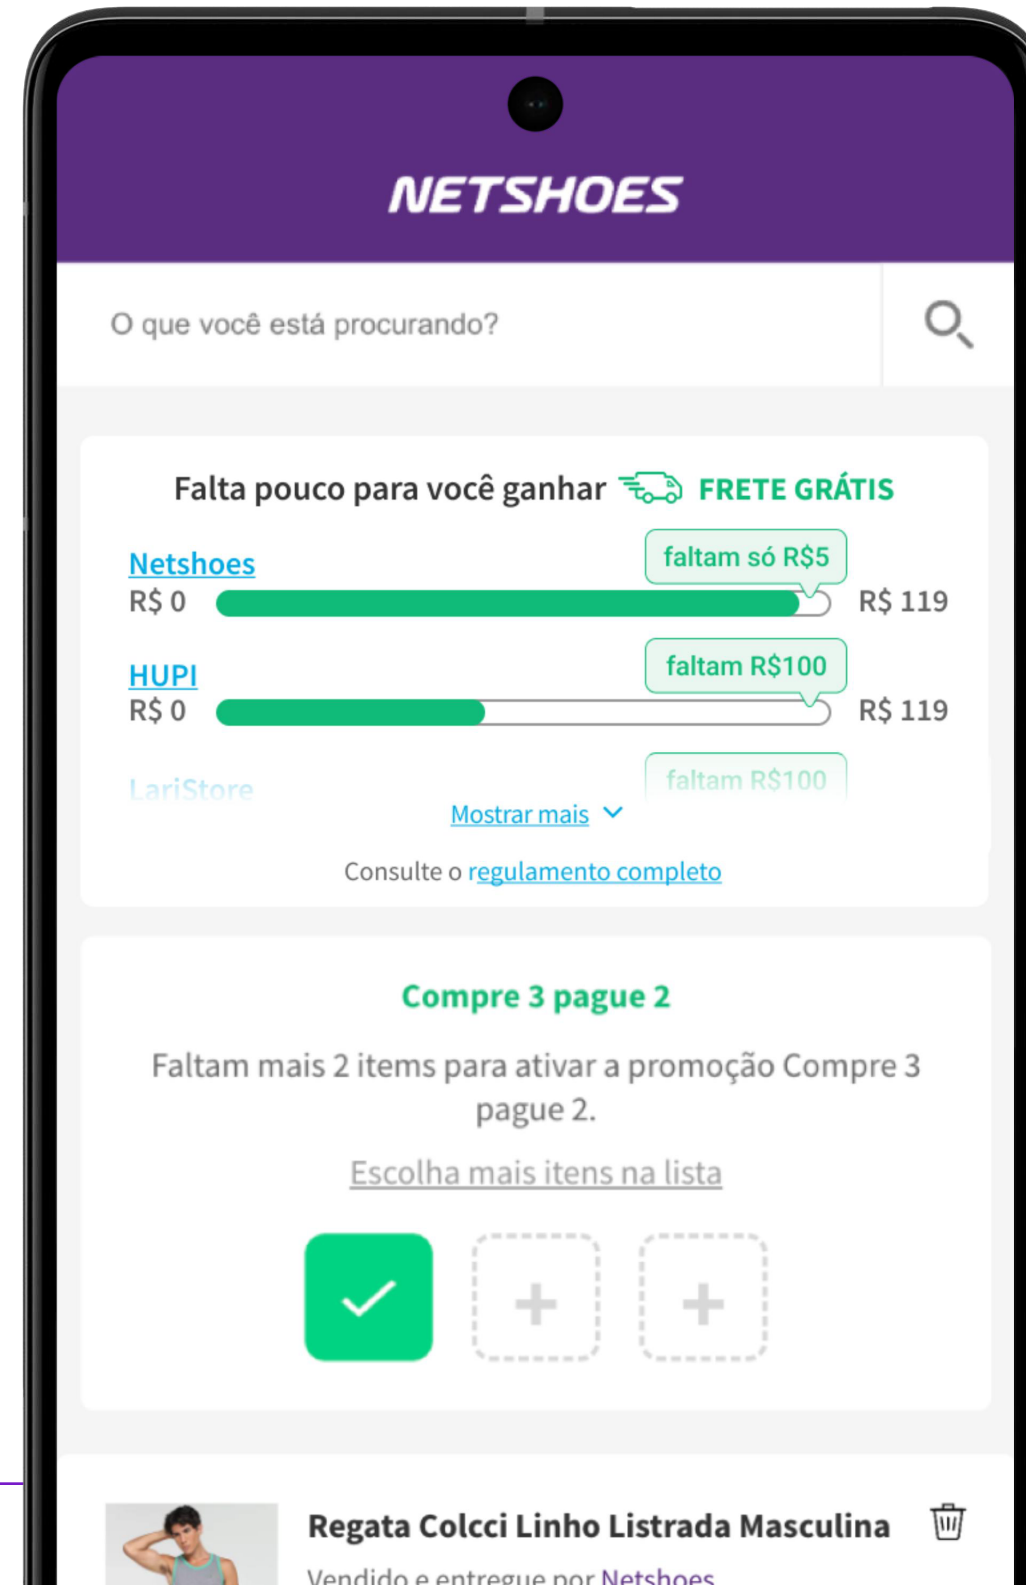 NETSHOES
O que você está procurando?
Falta pouco para você ganhar FRETE GRÁTIS
Netshoes
faltam só R$5
R$ 0
R$ 119
HUPI
faltam R$100
R$ 0
R$ 119
LariStore
faltam R$100
Mostrar mais
Consulte o regulamento completo
Compre 3 pague 2
Faltam mais 2 items para ativar a promoção Compre 3
pague 2.
Escolha mais itens na lista
Regata Colcci Linho Listrada Masculina
Vendido e entregue por Netshoes